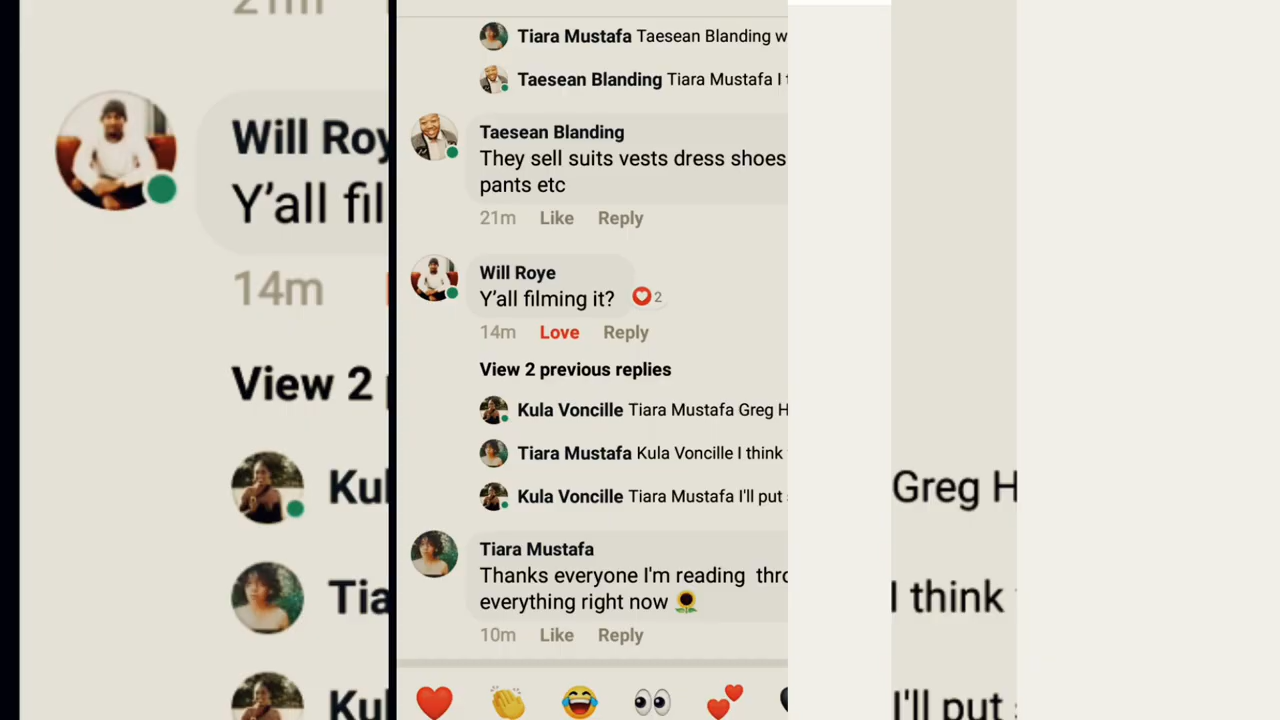 21m
Will Roy
Y'all fil
14m
View 2
Kul
Tia
Kul
Tiara Mustafa Taesean Blanding w
Taesean Blanding Tiara Mustafa I
Taesean Blanding
They sell suits vests dress shoes
pants etc
21m Like Reply
Will Roye
Y'all filming it? 2
14m Love Reply
View 2 previous replies
Kula Voncille Tiara Mustafa Greg H
Tiara Mustafa Kula Voncille I think
Kula Voncille Tiara Mustafa I'll put
Tiara Mustafa
Thanks everyone I'm reading thro
everything right now 🌻
10m Like Reply
❤️ 👏 😂 👀 💕
Greg H
I think
I'll put